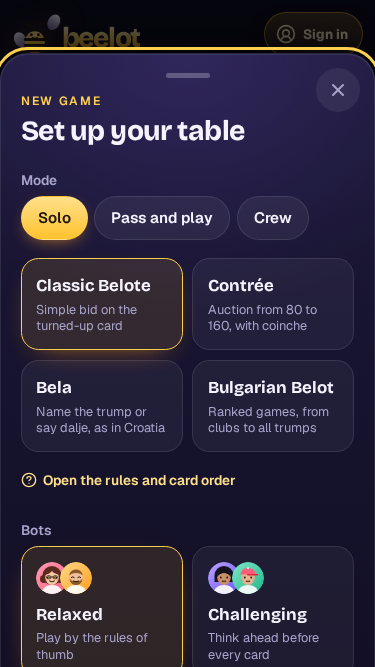 beelot
Sign in
NEW GAME
Set up your table
Mode
Solo
Pass and play
Crew
Classic Belote
Simple bid on the
turned-up card
Contrée
Auction from 80 to
160, with coinche
Bela
Name the trump or
say dalje, as in Croatia
Bulgarian Belot
Ranked games, from
clubs to all trumps
Open the rules and card order
Bots
Relaxed
Play by the rules of
thumb
Challenging
Think ahead before
every card